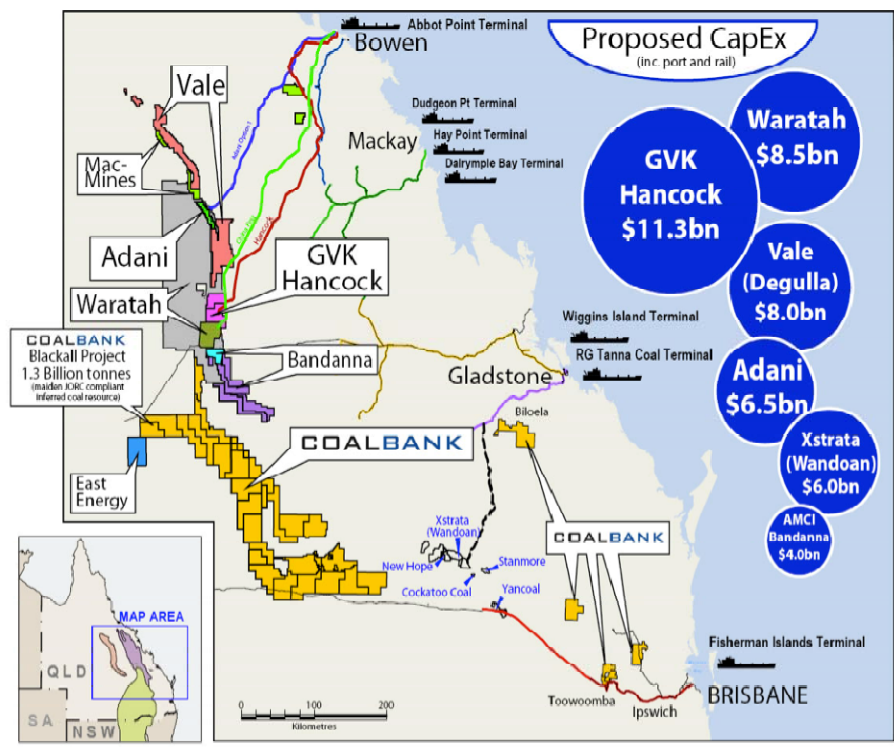 Abbot Point Terminal
Bowen
Proposed CapEx
(inc. port and rail)
Vale
Dudgeon Pt Terminal
Waratah
$8.5bn
Hay Point Terminal
Mackay
Dalrymple Bay Terminal
Mac-
Mines
GVK
Hancock
$11.3bn
Hancock
Adani
GVK
Hancock
Vale
(Degulla)
$8.0bn
Waratah
Wiggins Island Terminal
COALBANK
Blackall Project
1.3 Billion tonnes
(maiden JORC compliant
inferred coal resource)
Bandanna
RG Tanna Coal Terminal
Gladstone
Adani
$6.5bn
Biloela
COALBANK
Xstrata
(Wandoan)
$6.0bn
East
Energy
AMCI
Bandanna
$4.0bn
Xstrata
(Wandoan)
COALBANK
New Hope
Stanmore
Cockatoo Coal
Yancoal
MAP AREA
Fisherman Islands Terminal
QLD
SA
NSW
Toowoomba
Ipswich
BRISBANE
0 100 200
Kilometres